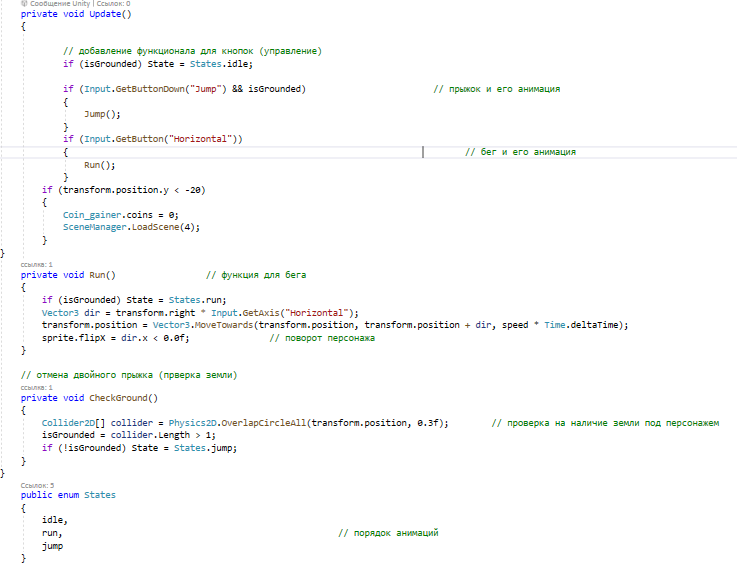 Сообщение Unity | Ссылок: 0
private void Update()
{
// добавление функционала для кнопок (управление)
if (isGrounded) State = States.idle;
if (Input.GetButtonDown("Jump") && isGrounded) // прыжок и его анимация
{
Jump();
}
if (Input.GetButton("Horizontal"))
{ // бег и его анимация
Run();
}
if (transform.position.y < -20)
{
Coin_gainer.coins = 0;
SceneManager.LoadScene(4);
}
}
ссылка: 1
private void Run() // функция для бега
{
if (isGrounded) State = States.run;
Vector3 dir = transform.right * Input.GetAxis("Horizontal");
transform.position = Vector3.MoveTowards(transform.position, transform.position + dir, speed * Time.deltaTime);
sprite.flipX = dir.x < 0.0f; // поворот персонажа
}
// отмена двойного прыжка (прверка земли)
ссылка: 1
private void CheckGround()
{
Collider2D[] collider = Physics2D.OverlapCircleAll(transform.position, 0.3f); // проверка на наличие земли под персонажем
isGrounded = collider.Length > 1;
if (!isGrounded) State = States.jump;
}
}
Ссылок: 5
public enum States
{
idle,
run, // порядок анимаций
jump
}